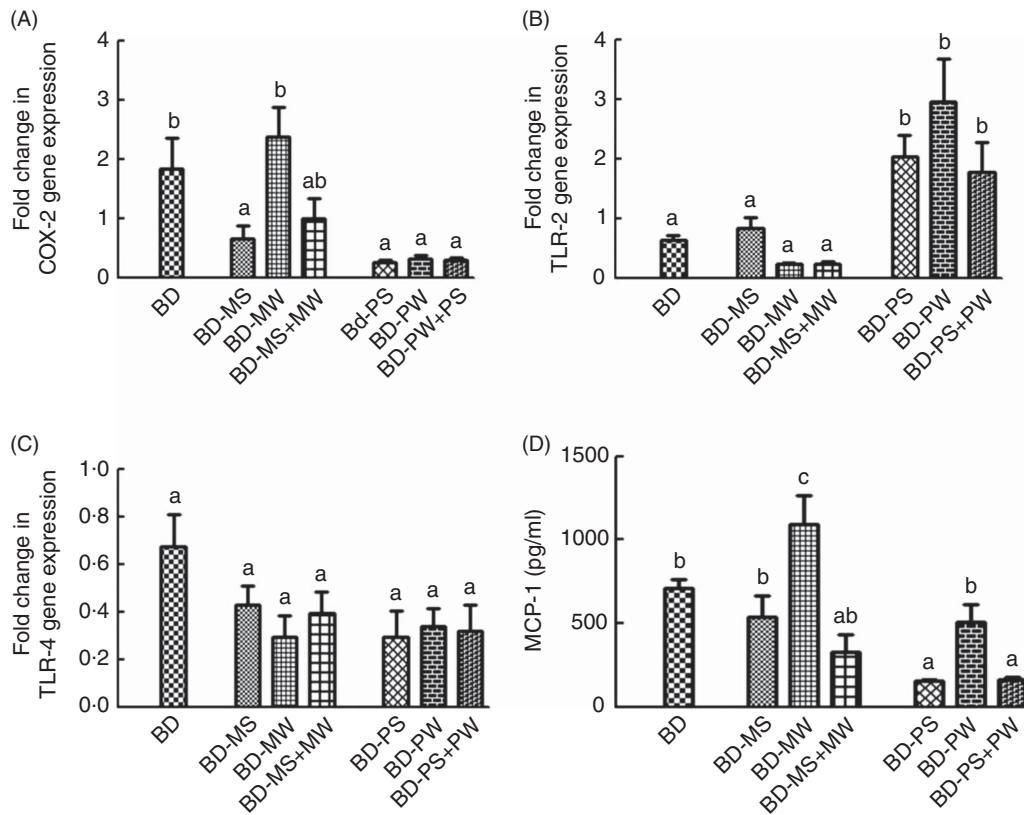 (A)
Fold change in
COX-2 gene expression
4
3
2
1
0
b
a
b
ab
a
a
a
BD
BD-MS
BD-MW
BD-MS+MW
Bd-PS
BD-PW
BD-PW+PS
(B)
Fold change in
TLR-2 gene expression
4
3
2
1
0
a
a
a
a
b
b
b
BD
BD-MS
BD-MW
BD-MS+MW
BD-PS
BD-PW
BD-PS+PW
(C)
Fold change in
TLR-4 gene expression
1·0
0·8
0·6
0·4
0·2
0·0
a
a
a
a
a
a
a
BD
BD-MS
BD-MW
BD-MS+MW
BD-PS
BD-PW
BD-PS+PW
(D)
MCP-1 (pg/ml)
1500
1000
500
0
b
b
c
ab
a
b
a
BD
BD-MS
BD-MW
BD-MS+MW
BD-PS
BD-PW
BD-PS+PW